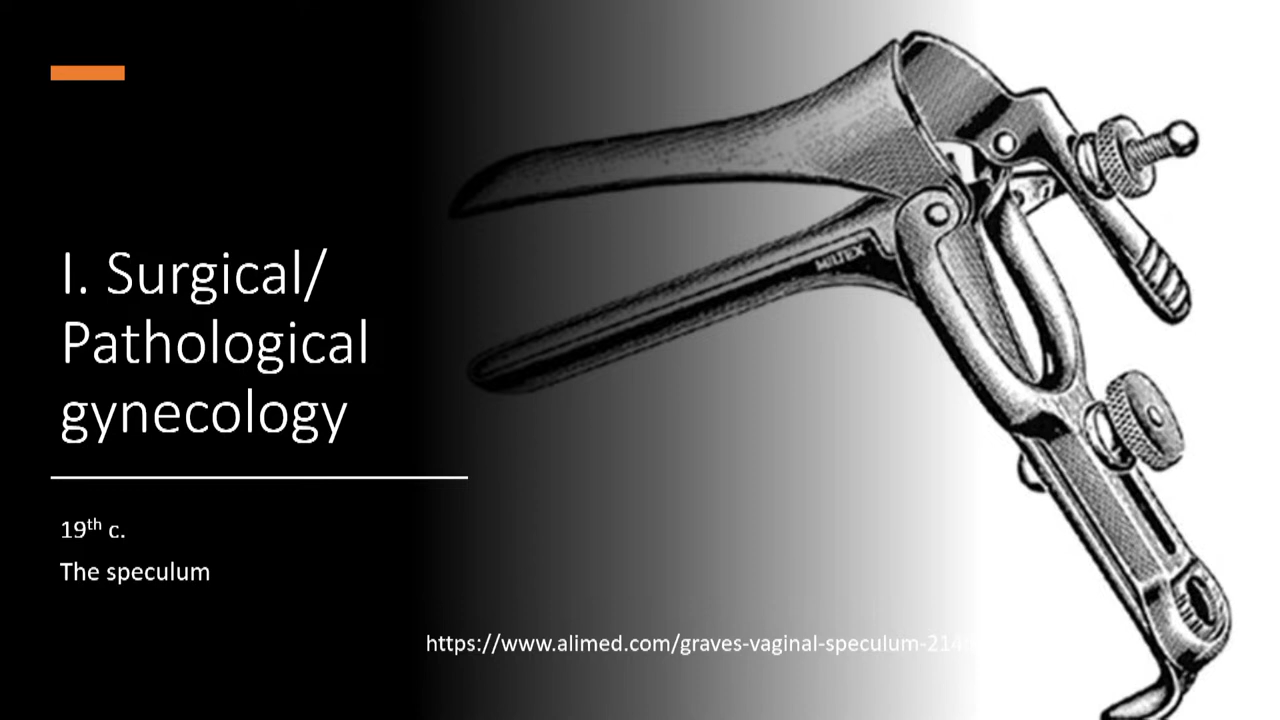 I. Surgical/
Pathological
gynecology
19th c.
The speculum
MILTEX
https://www.alimed.com/graves-vaginal-speculum-214